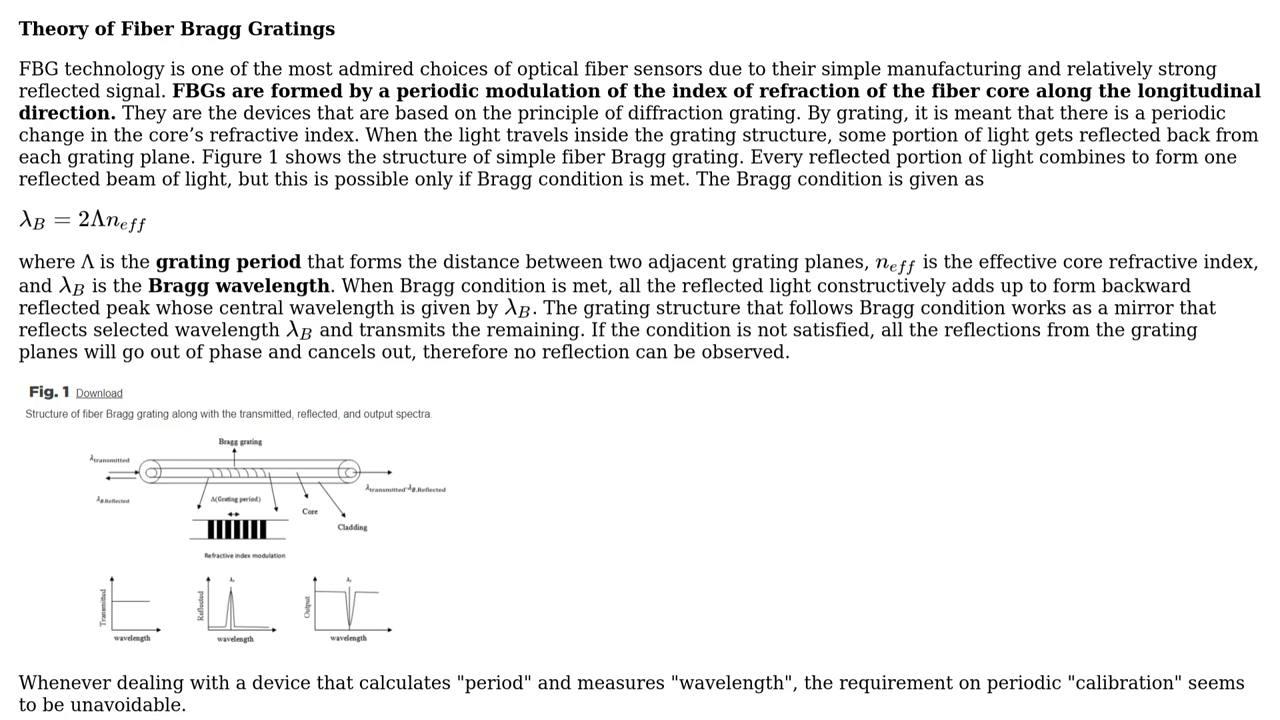 Theory of Fiber Bragg Gratings
FBG technology is one of the most admired choices of optical fiber sensors due to their simple manufacturing and relatively strong
reflected signal. FBGs are formed by a periodic modulation of the index of refraction of the fiber core along the longitudinal
direction. They are the devices that are based on the principle of diffraction grating. By grating, it is meant that there is a periodic
change in the core’s refractive index. When the light travels inside the grating structure, some portion of light gets reflected back from
each grating plane. Figure 1 shows the structure of simple fiber Bragg grating. Every reflected portion of light combines to form one
reflected beam of light, but this is possible only if Bragg condition is met. The Bragg condition is given as
λB = 2Λneff
where Λ is the grating period that forms the distance between two adjacent grating planes, neff is the effective core refractive index,
and λB is the Bragg wavelength. When Bragg condition is met, all the reflected light constructively adds up to form backward
reflected peak whose central wavelength is given by λB. The grating structure that follows Bragg condition works as a mirror that
reflects selected wavelength λB and transmits the remaining. If the condition is not satisfied, all the reflections from the grating
planes will go out of phase and cancels out, therefore no reflection can be observed.
Fig. 1 Download
Structure of fiber Bragg grating along with the transmitted, reflected, and output spectra.
Bragg grating
λtransmitted
λB,Reflected
Λ(Grating period)
λtransmitted-λB,Reflected
Core
Cladding
Refractive index modulation
Transmitted
Reflected
Output
wavelength
wavelength
wavelength
Whenever dealing with a device that calculates "period" and measures "wavelength", the requirement on periodic "calibration" seems
to be unavoidable.